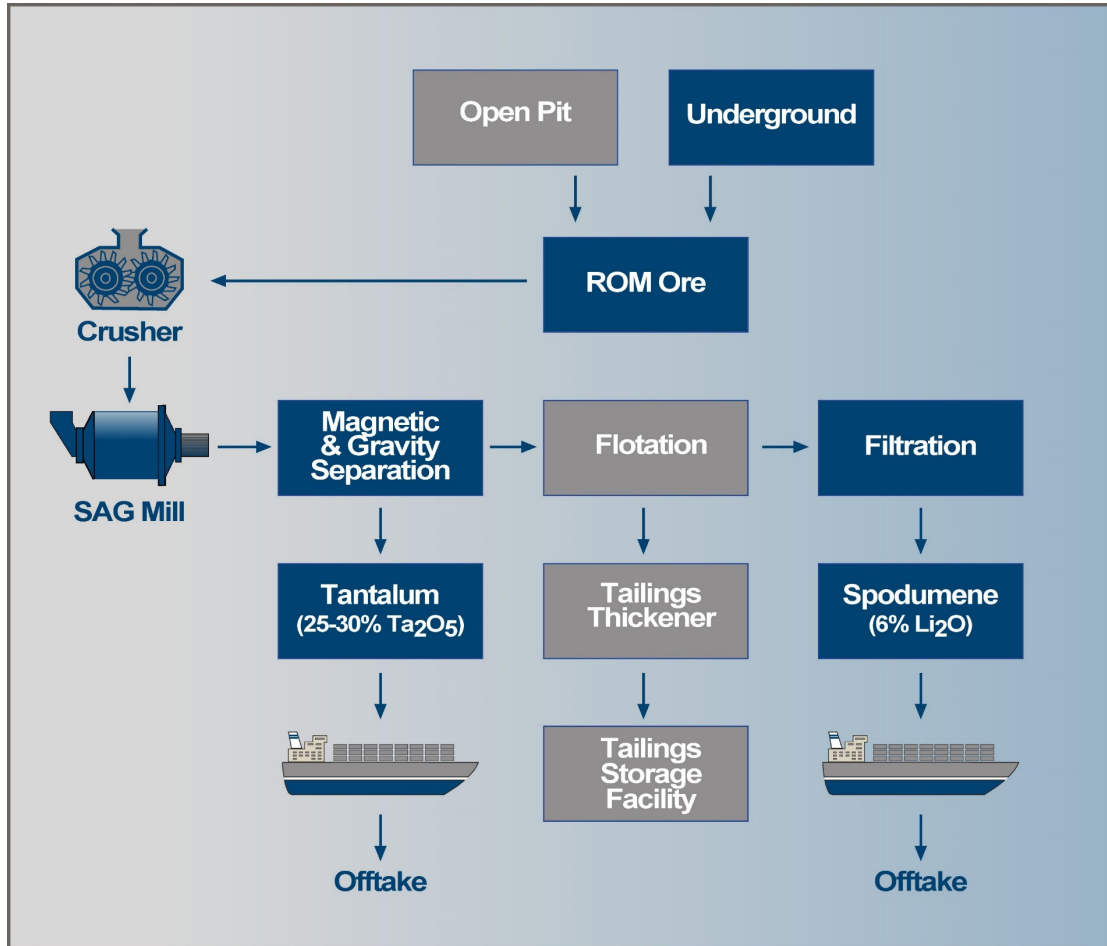 Open Pit
Underground
ROM Ore
Crusher
SAG Mill
Magnetic
& Gravity
Separation
Flotation
Filtration
Tantalum
(25-30% Ta₂O₅)
Tailings
Thickener
Spodumene
(6% Li₂O)
Tailings
Storage
Facility
Offtake
Offtake